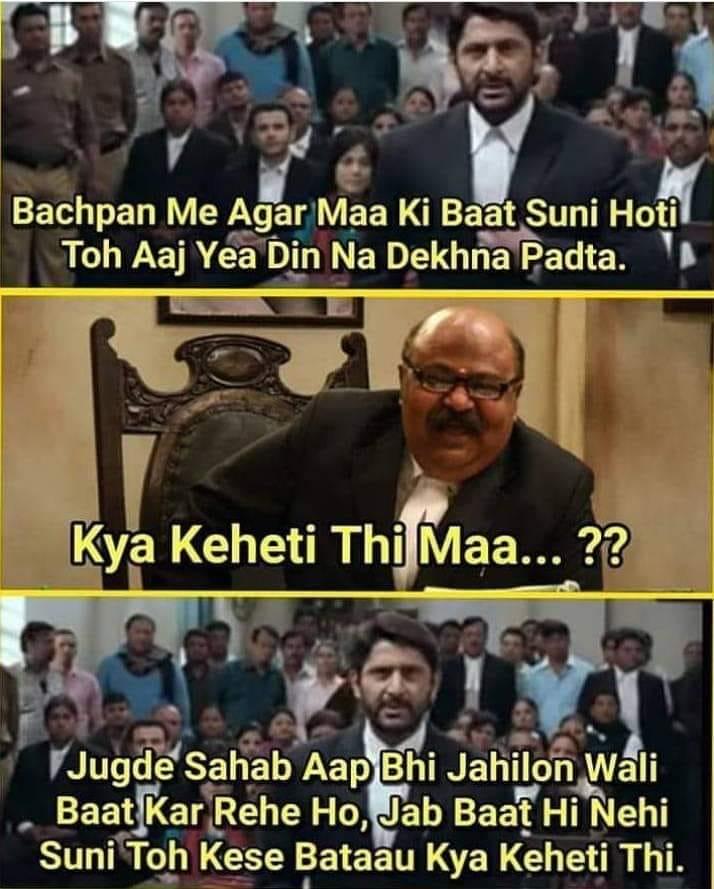 Bachpan Me Agar Maa Ki Baat Suni Hoti
Toh Aaj Yea Din Na Dekhna Padta.
Kya Keheti Thi Maa... ??
Jugde Sahab Aap Bhi Jahilon Wali
Baat Kar Rehe Ho, Jab Baat Hi Nehi
Suni Toh Kese Bataau Kya Keheti Thi.